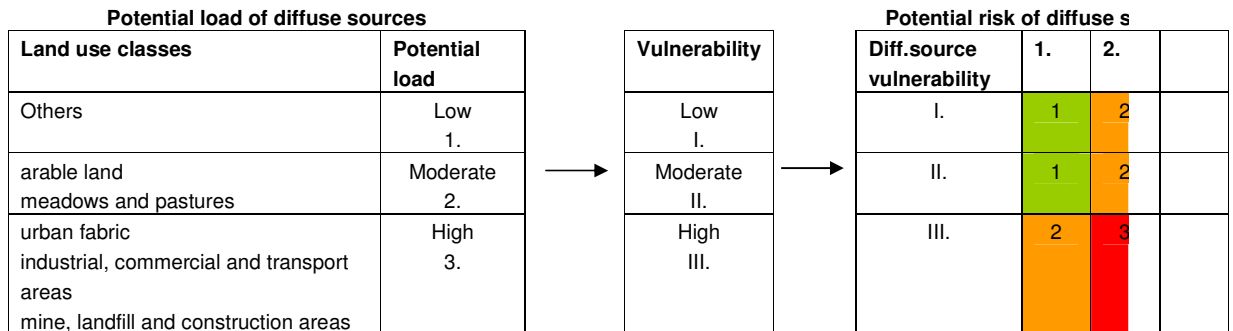 Potential load of diffuse sources
Land use classes Potential load
Others Low 1.
arable land
meadows and pastures
Moderate 2.
urban fabric
industrial, commercial and transport
areas
mine, landfill and construction areas
High 3.
Vulnerability
Low
I.
Moderate
II.
High
III.
Potential risk of diffuse s
Diff.source vulnerability 1. 2.
I. 1 2
II. 1 2
III. 2 3